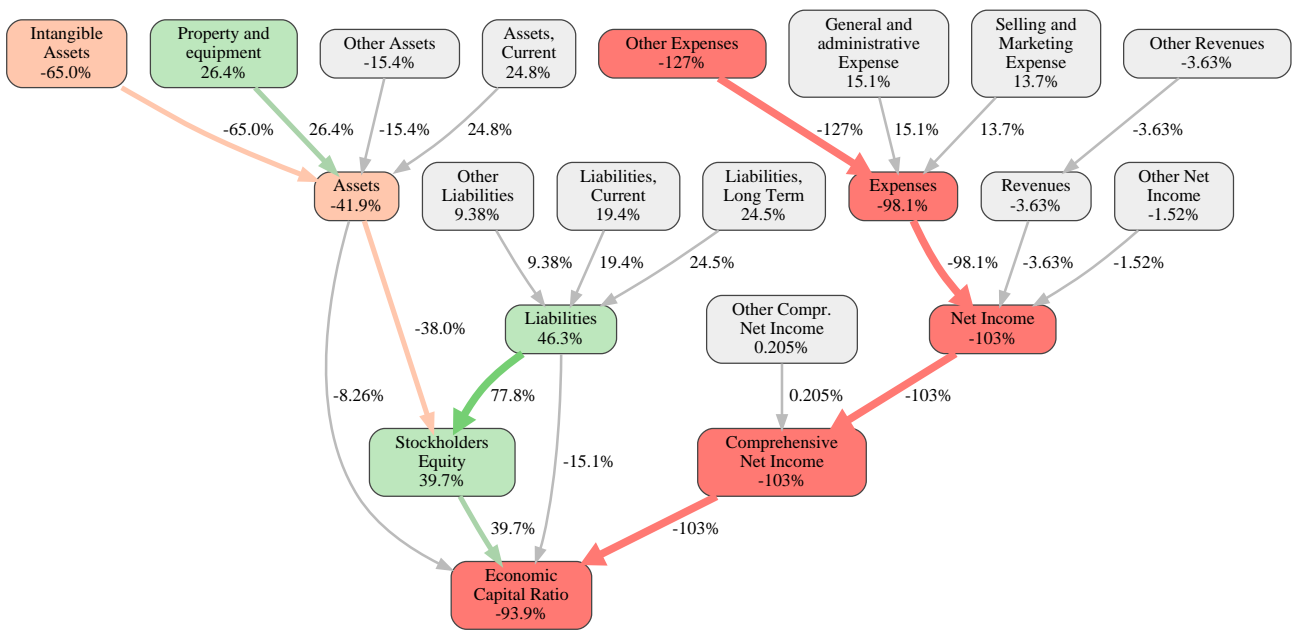 Intangible
Assets
-65.0%
Property and
equipment
26.4%
Other Assets
-15.4%
Assets,
Current
24.8%
Other Expenses
-127%
General and
administrative
Expense
15.1%
Selling and
Marketing
Expense
13.7%
Other Revenues
-3.63%
-65.0%
26.4%
-15.4%
24.8%
-127%
15.1%
13.7%
-3.63%
Assets
-41.9%
Other
Liabilities
9.38%
Liabilities,
Current
19.4%
Liabilities,
Long Term
24.5%
Expenses
-98.1%
Revenues
-3.63%
Other Net
Income
-1.52%
9.38%
19.4%
24.5%
-98.1%
-3.63%
-1.52%
-38.0%
Liabilities
46.3%
Other Compr.
Net Income
0.205%
Net Income
-103%
-8.26%
77.8%
0.205%
-103%
Stockholders
Equity
39.7%
-15.1%
Comprehensive
Net Income
-103%
39.7%
-103%
Economic
Capital Ratio
-93.9%